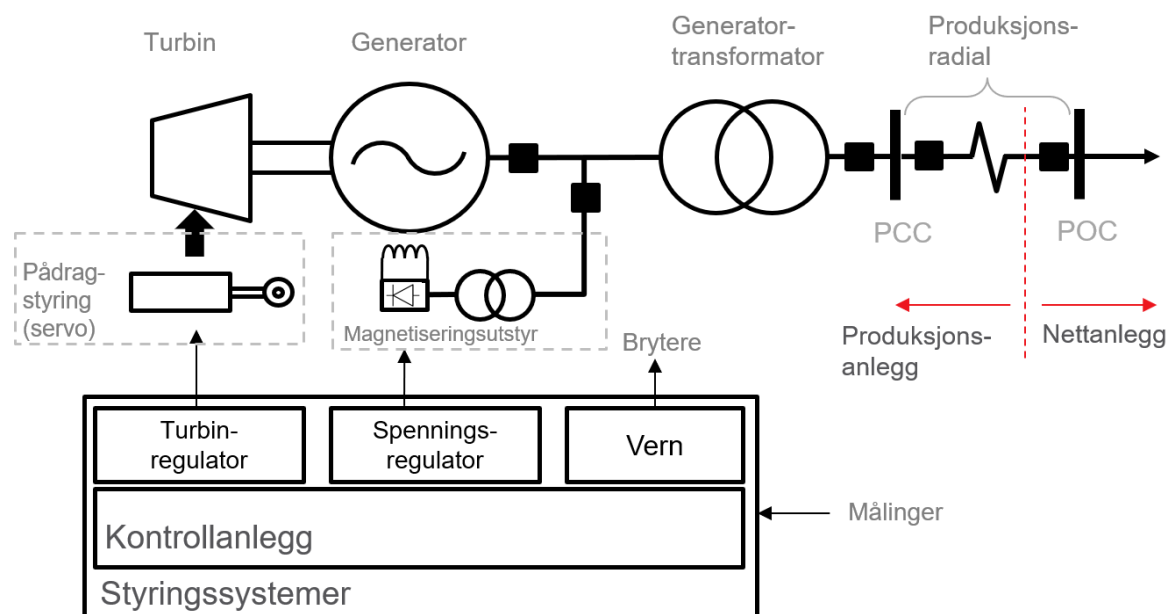 Turbin
Generator
Generator-
transformator
Produksjons-
radial
PCC
POC
Pådrag-
styring
(servo)
Magnetiseringsutstyr
Brytere
Produksjons-
anlegg
Nettanlegg
Turbin-
regulator
Spennings-
regulator
Vern
Målinger
Kontrollanlegg
Styringssystemer